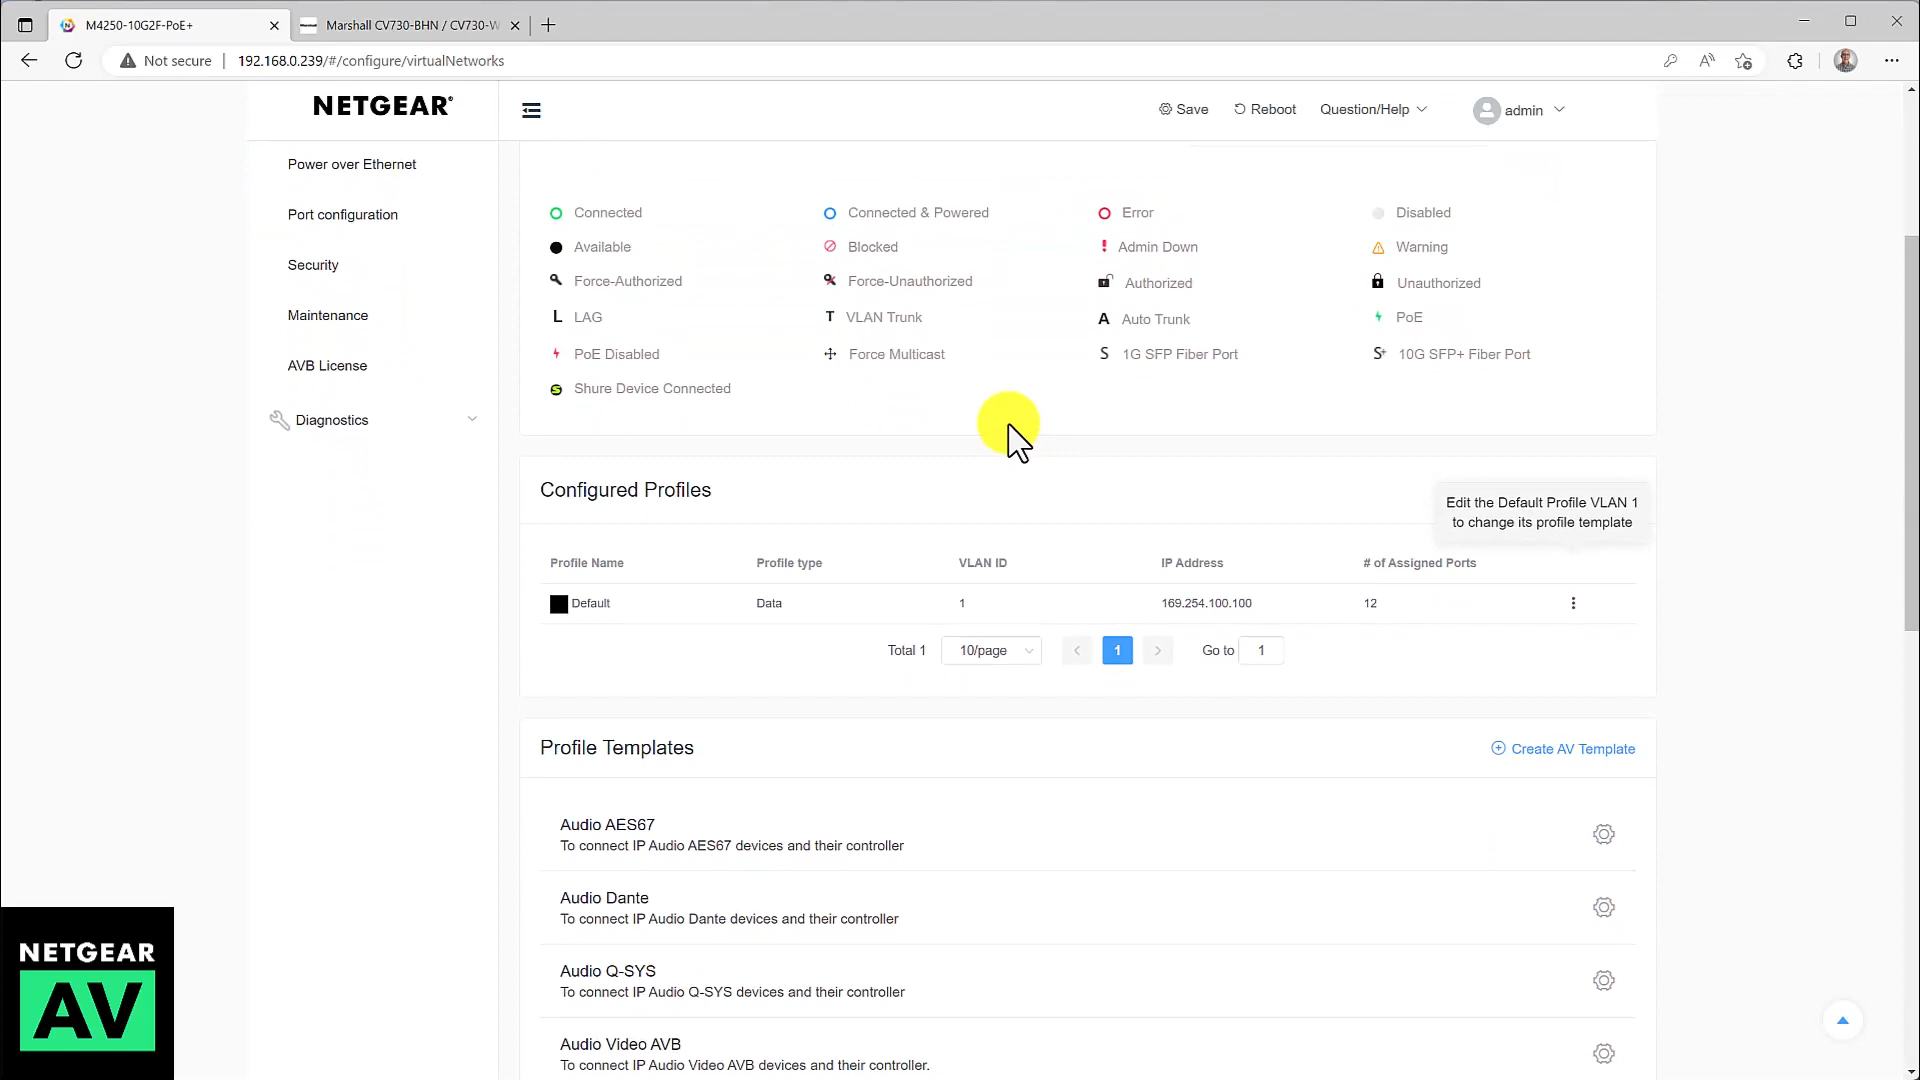 M4250-10G2F-PoE+
Marshall CV730-BHN / CV730-W
Not secure
192.168.0.239/#/configure/virtualNetworks
NETGEAR
Save
Reboot
Question/Help
admin
Power over Ethernet
Port configuration
Security
Maintenance
AVB License
Diagnostics
Connected
Connected & Powered
Error
Disabled
Available
Blocked
Admin Down
Warning
Force-Authorized
Force-Unauthorized
Authorized
Unauthorized
L LAG
T VLAN Trunk
A Auto Trunk
PoE
PoE Disabled
Force Multicast
S 1G SFP Fiber Port
S+ 10G SFP+ Fiber Port
Shure Device Connected
Configured Profiles
Edit the Default Profile VLAN 1
to change its profile template
Profile Name Profile type VLAN ID IP Address # of Assigned Ports
Default Data 1 169.254.100.100 12
Total 1 10/page 1 Go to 1
Profile Templates
Create AV Template
Audio AES67
To connect IP Audio AES67 devices and their controller
Audio Dante
To connect IP Audio Dante devices and their controller
Audio Q-SYS
To connect IP Audio Q-SYS devices and their controller
Audio Video AVB
To connect IP Audio Video AVB devices and their controller.
NETGEAR
AV